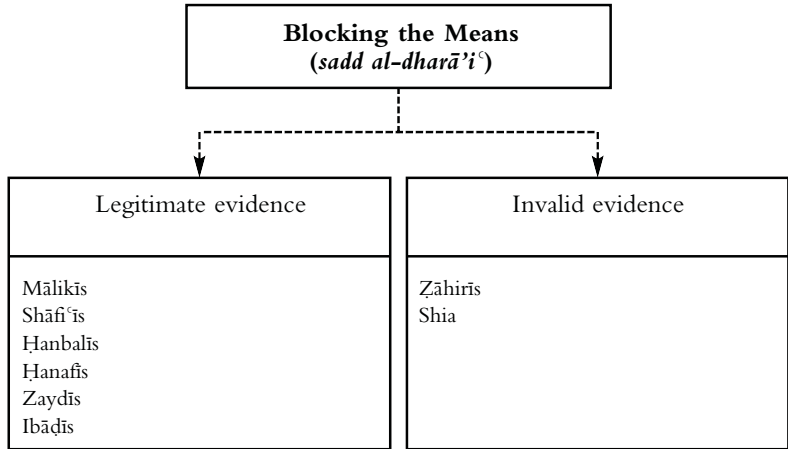 Blocking the Means
(sadd al-dharā’iʿ)
Legitimate evidence
Mālikīs
Shāfiʿīs
Ḥanbalīs
Ḥanafīs
Zaydīs
Ibāḍīs
Invalid evidence
Ẓāhirīs
Shia